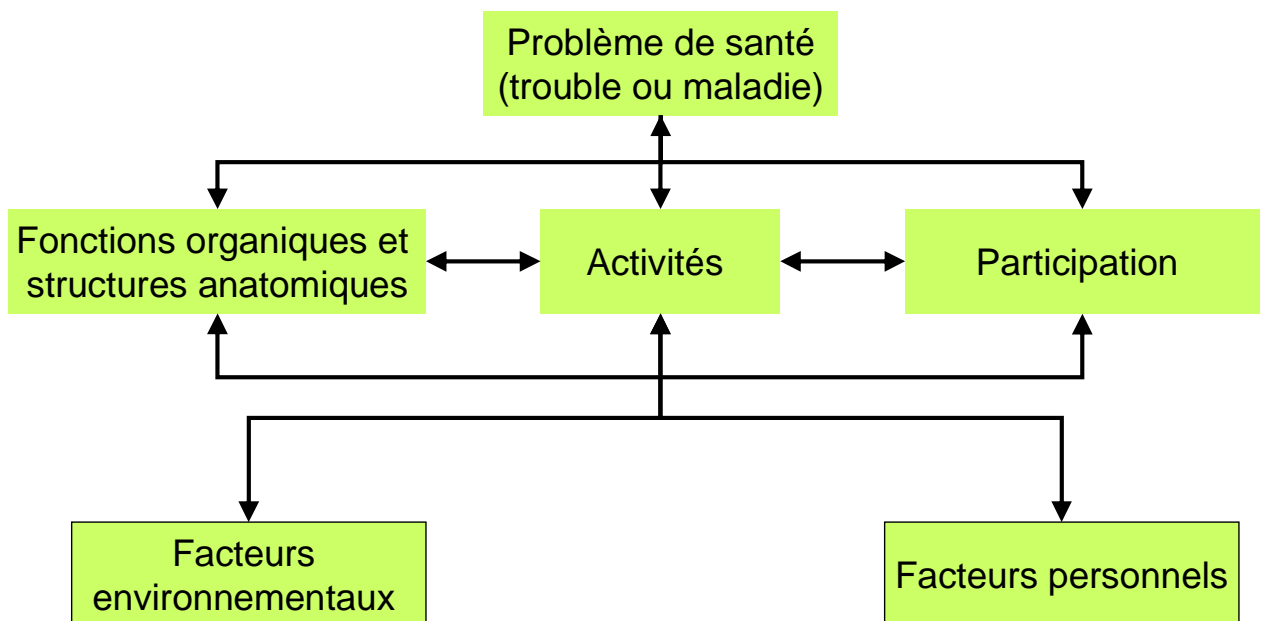 Problème de santé
(trouble ou maladie)
Fonctions organiques et
structures anatomiques
Activités
Participation
Facteurs
environnementaux
Facteurs personnels